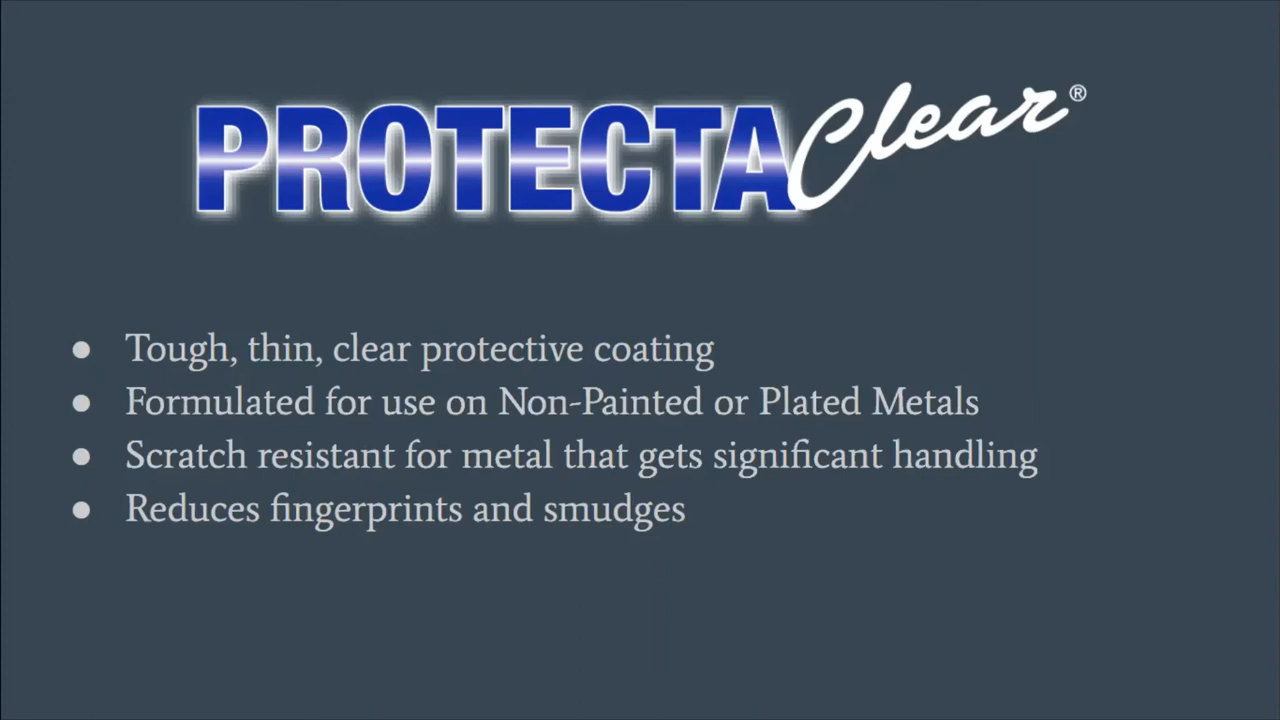 PROTECTAClear®
● Tough, thin, clear protective coating
● Formulated for use on Non-Painted or Plated Metals
● Scratch resistant for metal that gets significant handling
● Reduces fingerprints and smudges